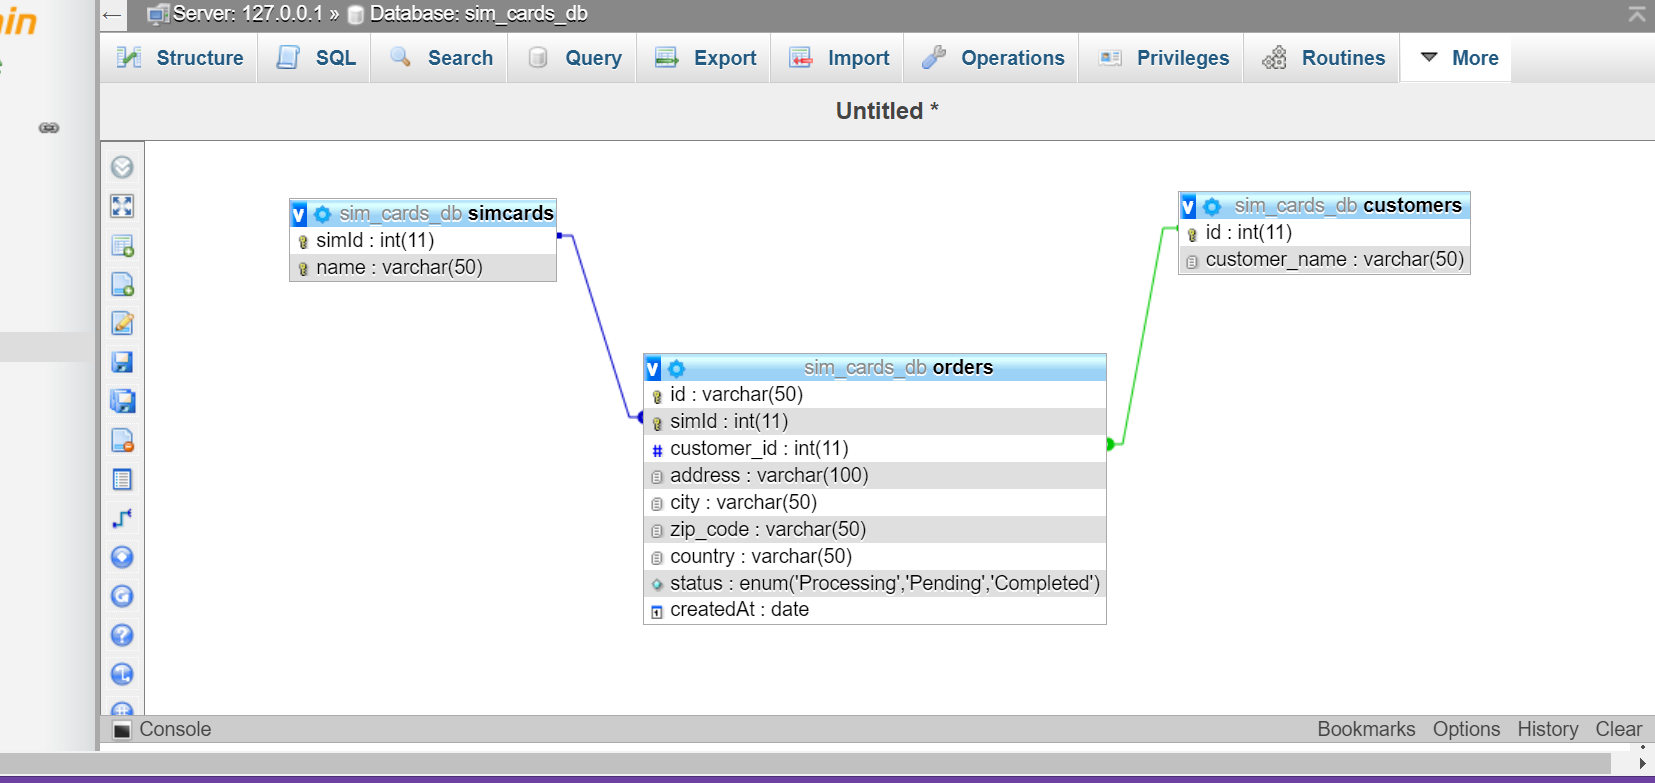 in
← Server: 127.0.0.1 » Database: sim_cards_db
Structure SQL Search Query Export Import Operations Privileges Routines More
Untitled *
v sim_cards_db simcards
simId : int(11)
name : varchar(50)
v sim_cards_db customers
id : int(11)
customer_name : varchar(50)
v sim_cards_db orders
id : varchar(50)
simId : int(11)
# customer_id : int(11)
address : varchar(100)
city : varchar(50)
zip_code : varchar(50)
country : varchar(50)
status : enum('Processing','Pending','Completed')
createdAt : date
Console
Bookmarks Options History Clear